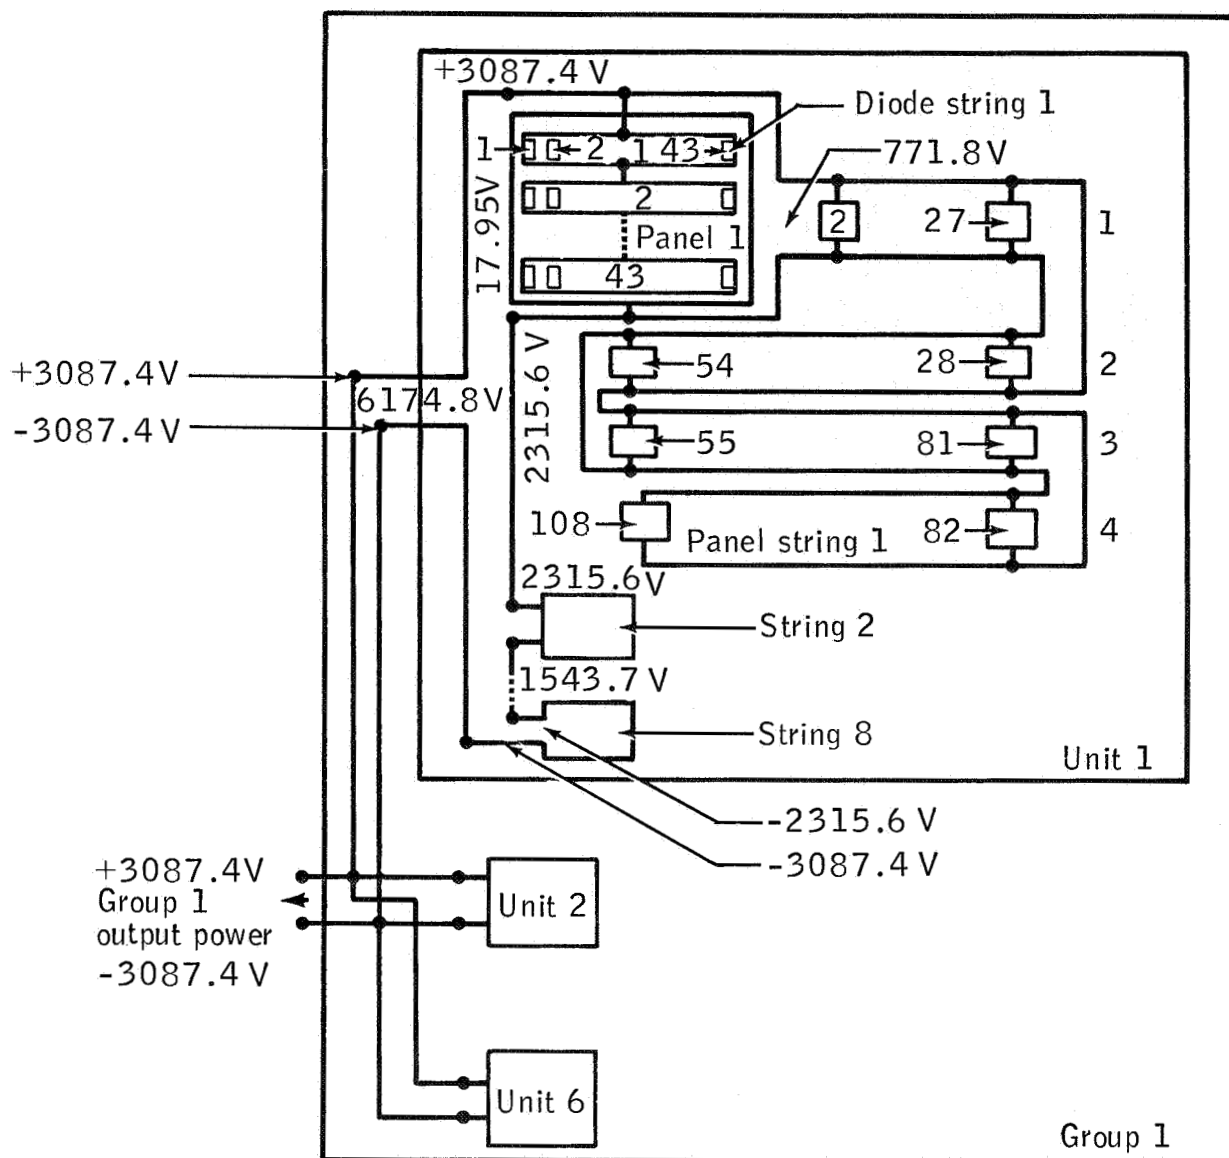 +3087.4 V
Diode string 1
1 2 1 43
771.8 V
2
17.95V
Panel 1
2
27
1
43
2315.6 V
54
28
2
+3087.4V
6174.8V
-3087.4 V
55
81
3
108
Panel string 1
82
4
2315.6V
String 2
1543.7 V
String 8
Unit 1
-2315.6 V
-3087.4 V
+3087.4V
Group 1
output power
-3087.4 V
Unit 2
Unit 6
Group 1